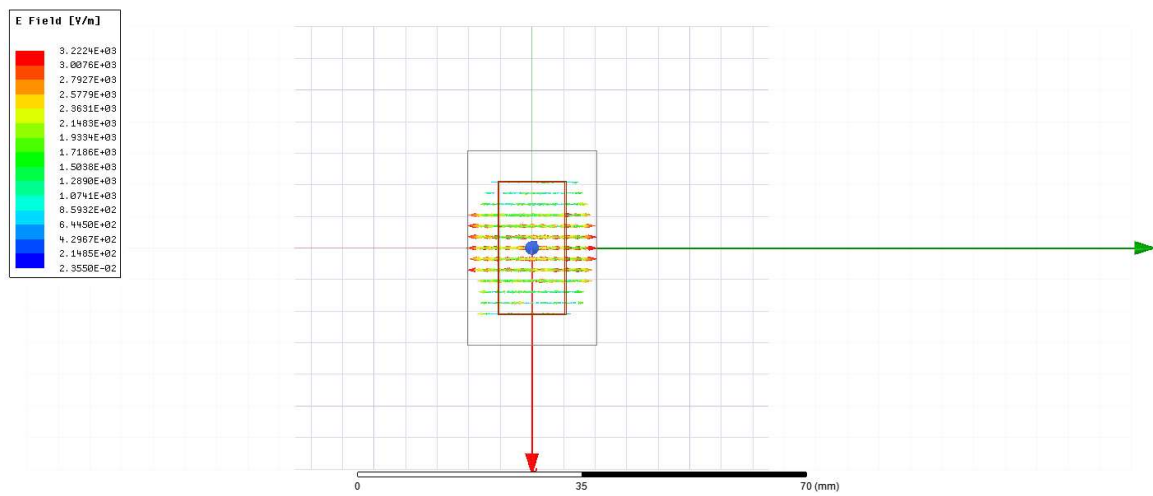 E Field [V/m]
3.2224E+03
3.0076E+03
2.7927E+03
2.5779E+03
2.3631E+03
2.1483E+03
1.9334E+03
1.7186E+03
1.5038E+03
1.2890E+03
1.0741E+03
8.5932E+02
6.4450E+02
4.2967E+02
2.1485E+02
2.3550E-02
0 35 70 (mm)